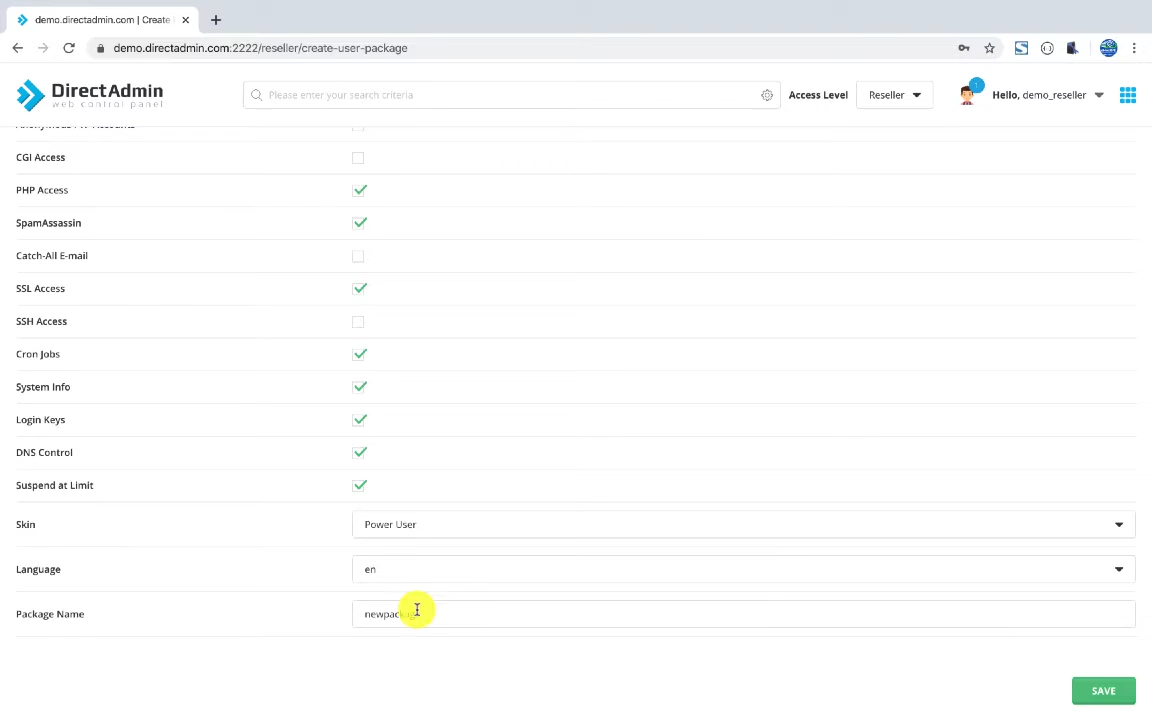 demo.directadmin.com | Create
demo.directadmin.com:2222/reseller/create-user-package
DirectAdmin
web control panel
Please enter your search criteria
Access Level
Reseller
1
Hello, demo_reseller
CGI Access
PHP Access
SpamAssassin
Catch-All E-mail
SSL Access
SSH Access
Cron Jobs
System Info
Login Keys
DNS Control
Suspend at Limit
Skin
Power User
Language
en
Package Name
newpackage
SAVE